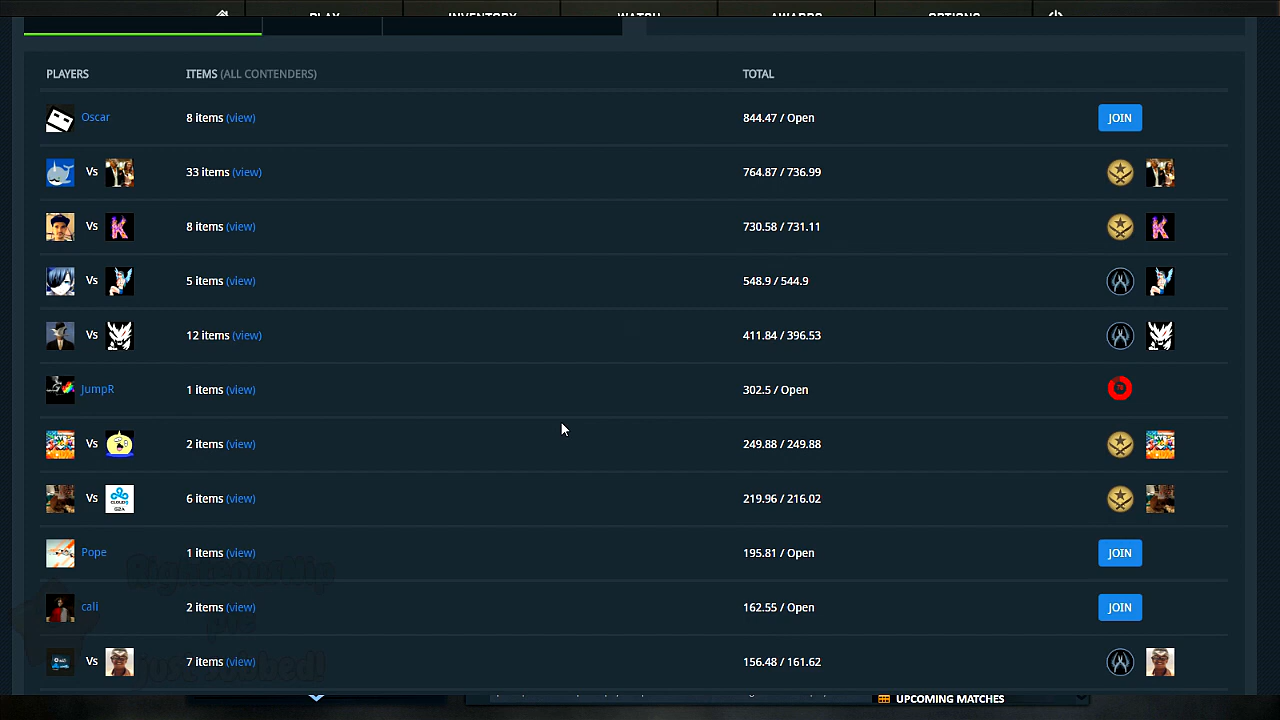 PLAY INVENTORY WATCH AWARDS OPTIONS
PLAYERS ITEMS (ALL CONTENDERS) TOTAL
Oscar 8 items (view) 844.47 / Open JOIN
Vs 33 items (view) 764.87 / 736.99
Vs K 8 items (view) 730.58 / 731.11 K
Vs 5 items (view) 548.9 / 544.9
Vs 12 items (view) 411.84 / 396.53
JumpR 1 items (view) 302.5 / Open
Vs 2 items (view) 249.88 / 249.88
Vs CLOUD9 G2A 6 items (view) 219.96 / 216.02
Pope 1 items (view) 195.81 / Open JOIN
cali 2 items (view) 162.55 / Open JOIN
Vs 7 items (view) 156.48 / 161.62
just subbed!
UPCOMING MATCHES